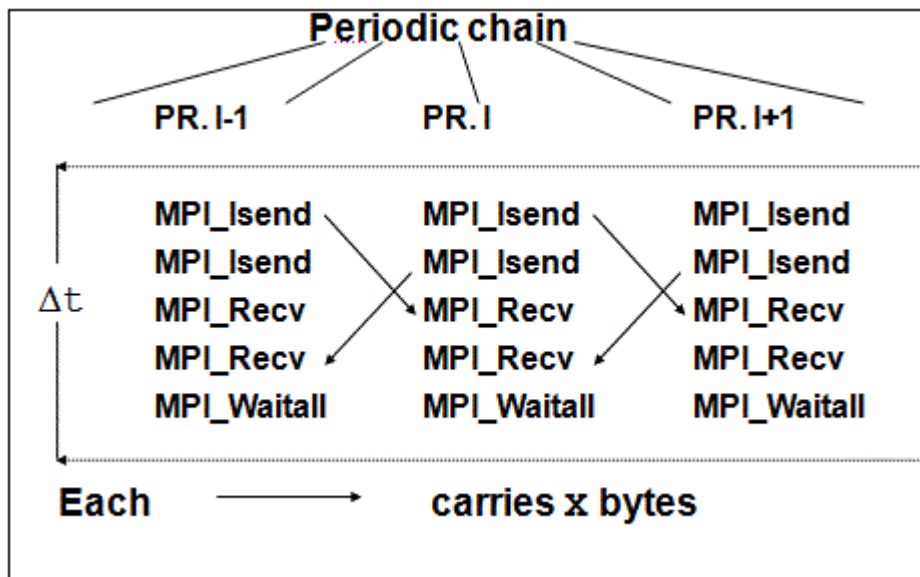 Periodic chain
PR. I-1 PR. I PR. I+1
MPI_Isend MPI_Isend MPI_Isend
MPI_Isend MPI_Isend MPI_Isend
Δt MPI_Recv MPI_Recv MPI_Recv
MPI_Recv MPI_Recv MPI_Recv
MPI_Waitall MPI_Waitall MPI_Waitall
Each carries x bytes